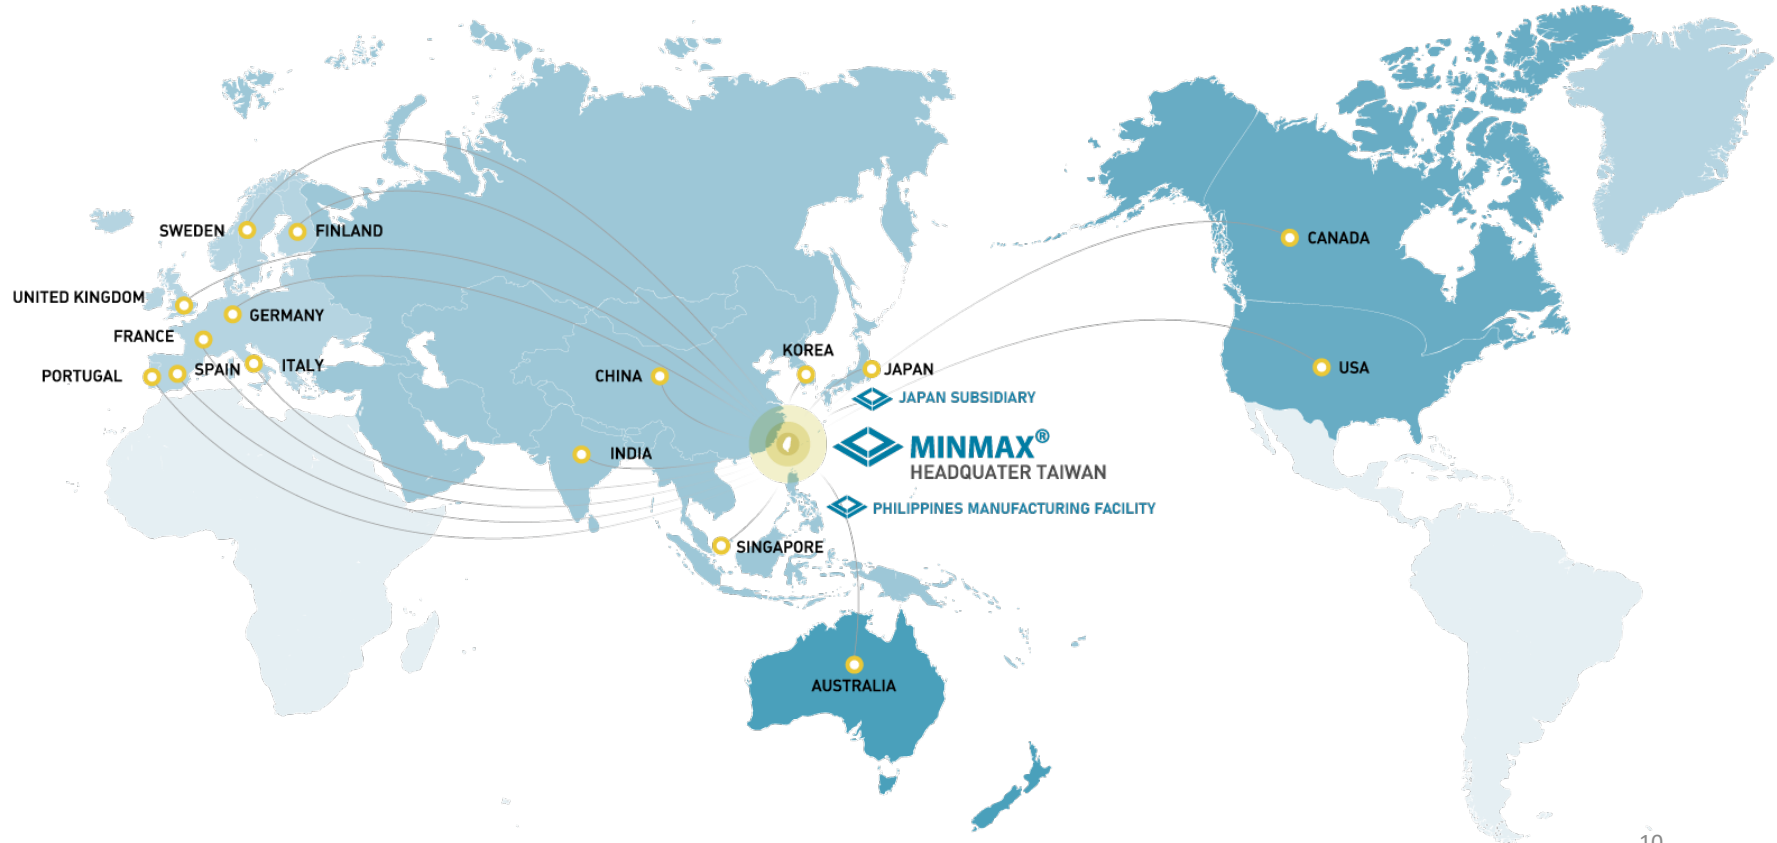 SWEDEN
FINLAND
CANADA
UNITED KINGDOM
GERMANY
FRANCE
KOREA
ITALY
SPAIN
PORTUGAL
CHINA
JAPAN
USA
JAPAN SUBSIDIARY
MINMAX®
INDIA
HEADQUATER TAIWAN
PHILIPPINES MANUFACTURING FACILITY
SINGAPORE
AUSTRALIA
10